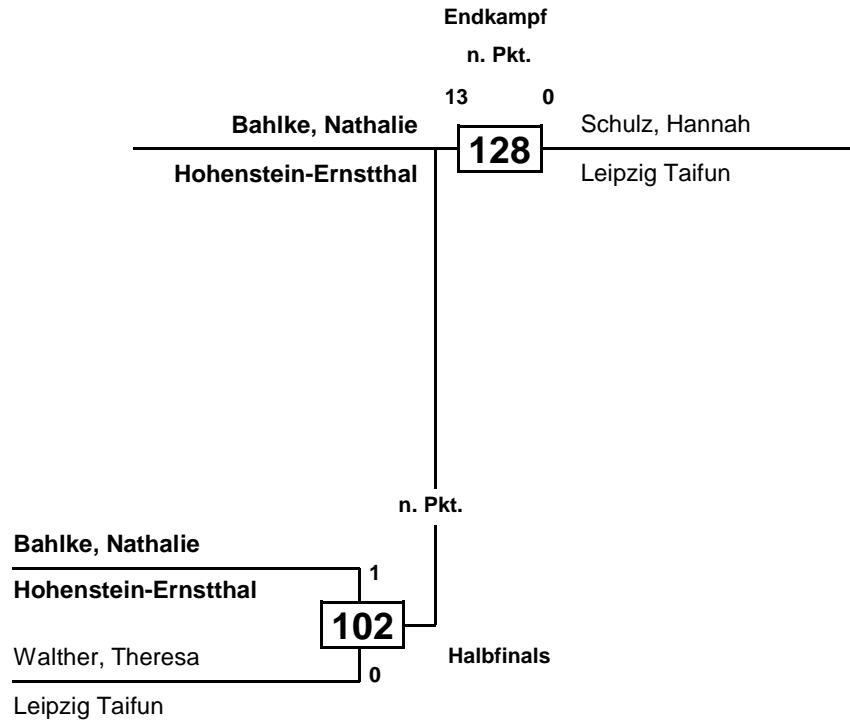 Endkampf
n. Pkt.
13 0
Bahlke, Nathalie 128 Schulz, Hannah
Hohenstein-Ernstthal Leipzig Taifun
n. Pkt.
Bahlke, Nathalie
1
Hohenstein-Ernstthal
102
Walther, Theresa Halbfinals
0
Leipzig Taifun